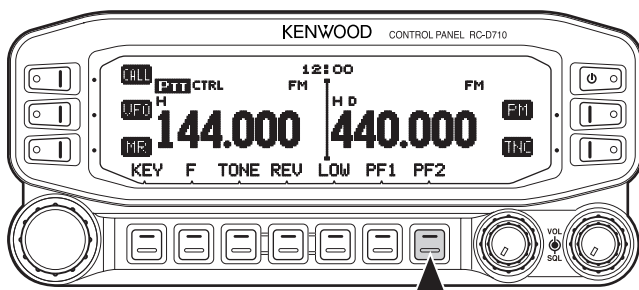 KENWOOD CONTROL PANEL RC-D710
12:00
CALL PTT CTRL FM FM
H H D
VFO 144.000 440.000 PM
MR TNC
KEY F TONE REV LOW PF1 PF2
VOL
SQL